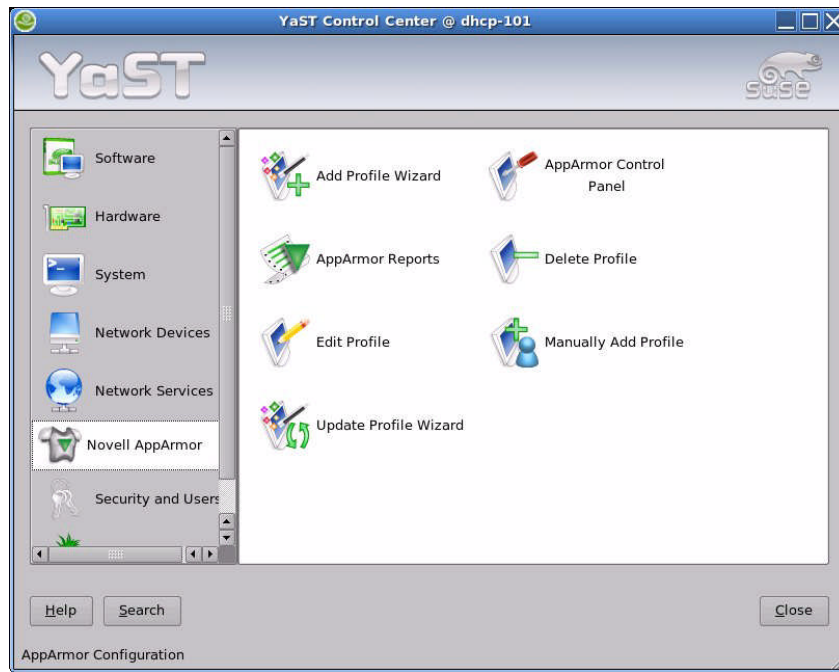 YaST Control Center @ dhcp-101
YaST
SUSE
Software
Hardware
System
Network Devices
Network Services
Novell AppArmor
Security and Users
Add Profile Wizard
AppArmor Control
Panel
AppArmor Reports
Delete Profile
Edit Profile
Manually Add Profile
Update Profile Wizard
Help
Search
Close
AppArmor Configuration